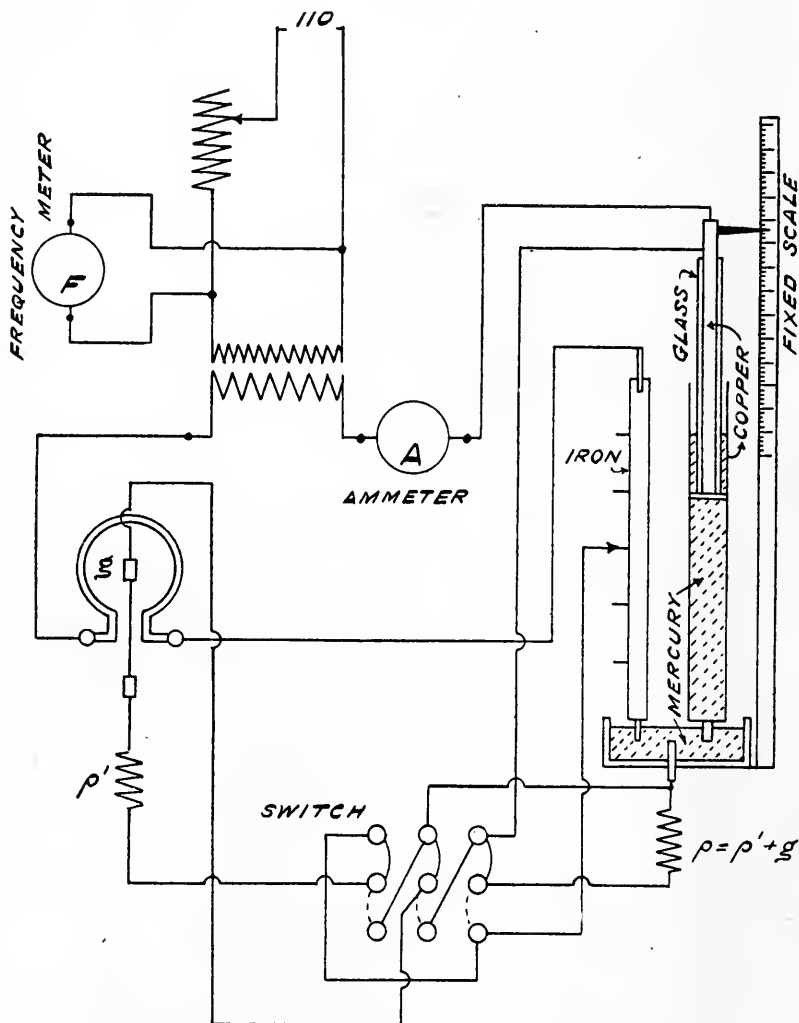 110
FREQUENCY
METER
F
FIXED SCALE
GLASS
COPPER
A
AMMETER
IRON
g
MERCURY
ρ'
SWITCH
ρ = ρ' + g